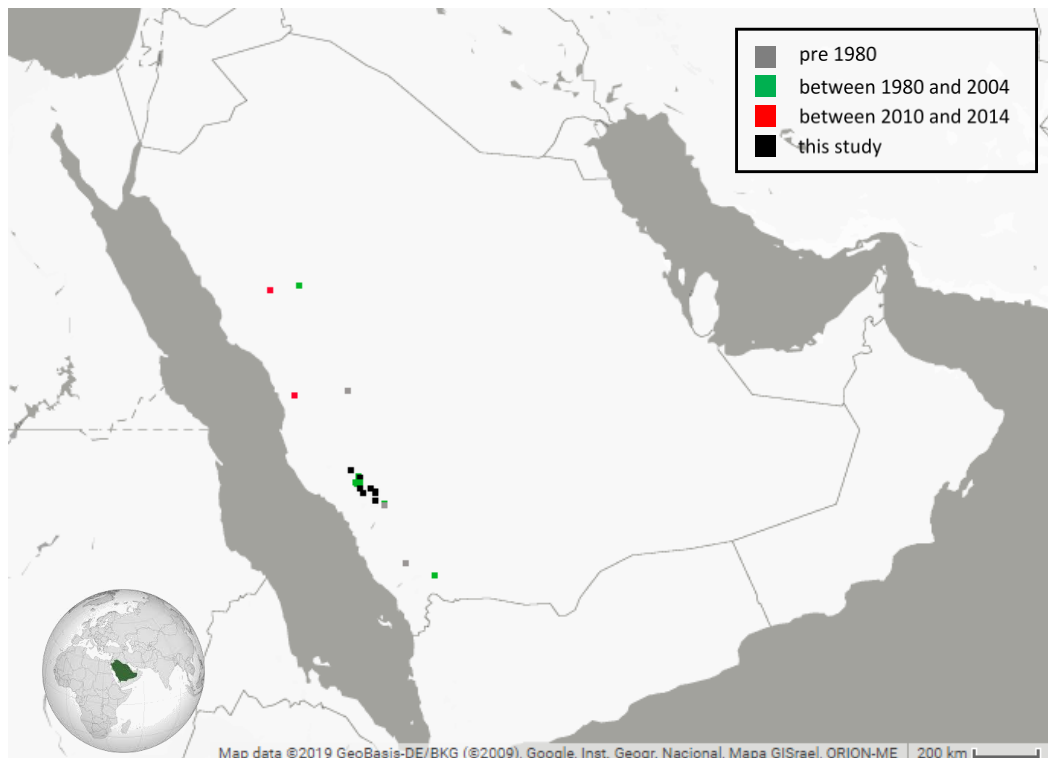 pre 1980
between 1980 and 2004
between 2010 and 2014
this study
Map data ©2019 GeoBasis-DE/BKG (©2009), Google, Inst. Geogr. Nacional, Mapa GISrael, ORION-ME 200 km